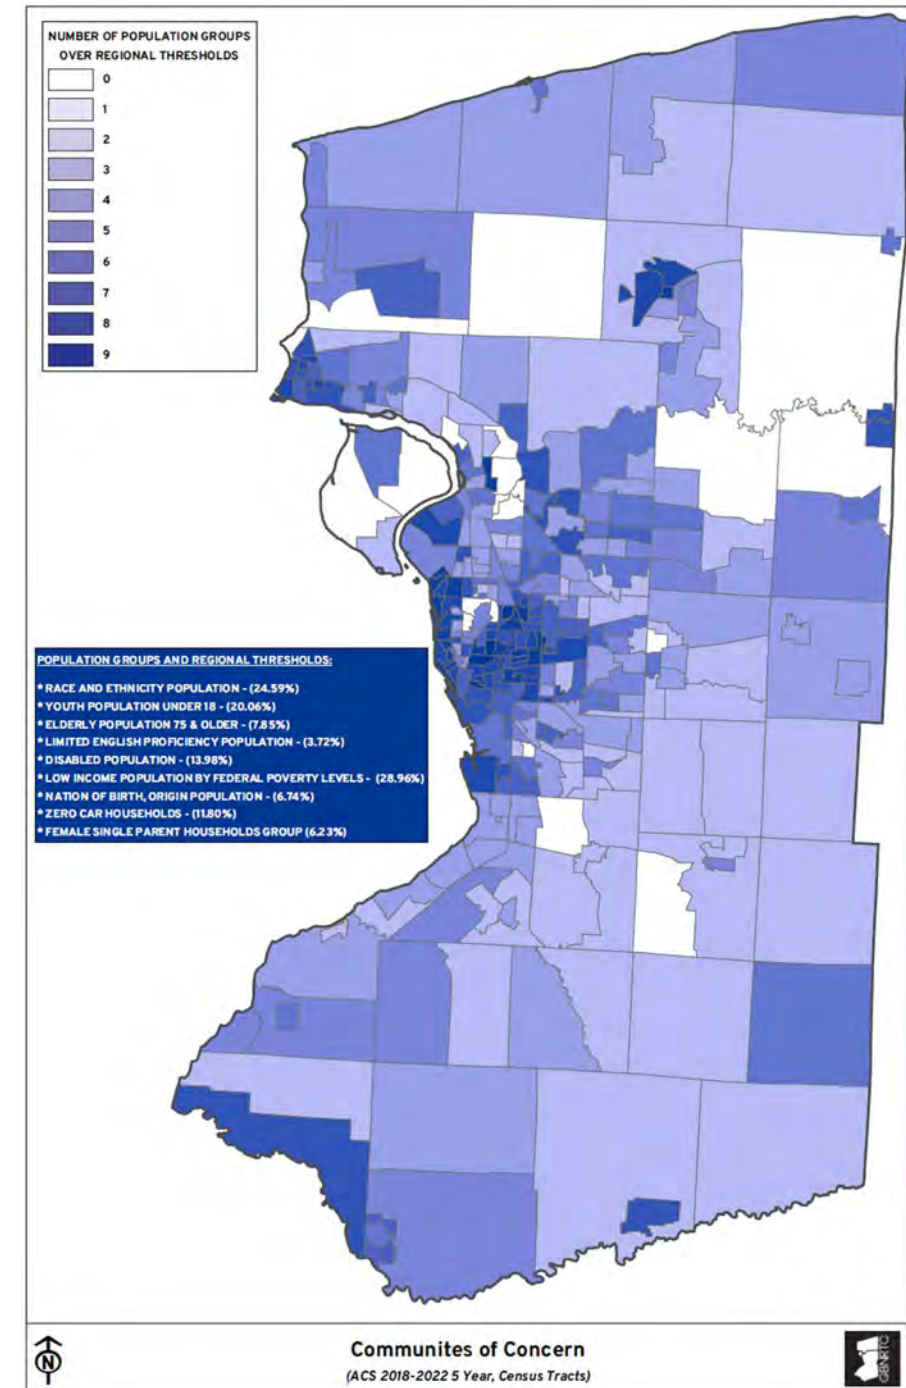 NUMBER OF POPULATION GROUPS
OVER REGIONAL THRESHOLDS
0
1
2
3
4
5
6
7
8
9
POPULATION GROUPS AND REGIONAL THRESHOLDS:
* RACE AND ETHNICITY POPULATION - (24.59%)
* YOUTH POPULATION UNDER 18 - (20.06%)
* ELDERLY POPULATION 75 & OLDER - (7.85%)
* LIMITED ENGLISH PROFICIENCY POPULATION - (3.72%)
* DISABLED POPULATION - (13.98%)
* LOW INCOME POPULATION BY FEDERAL POVERTY LEVELS - (28.96%)
* NATION OF BIRTH, ORIGIN POPULATION - (6.74%)
* ZERO CAR HOUSEHOLDS - (11.80%)
* FEMALE SINGLE PARENT HOUSEHOLDS GROUP (6.23%)
N
Communites of Concern
(ACS 2018-2022 5 Year, Census Tracts)
GBNRTC